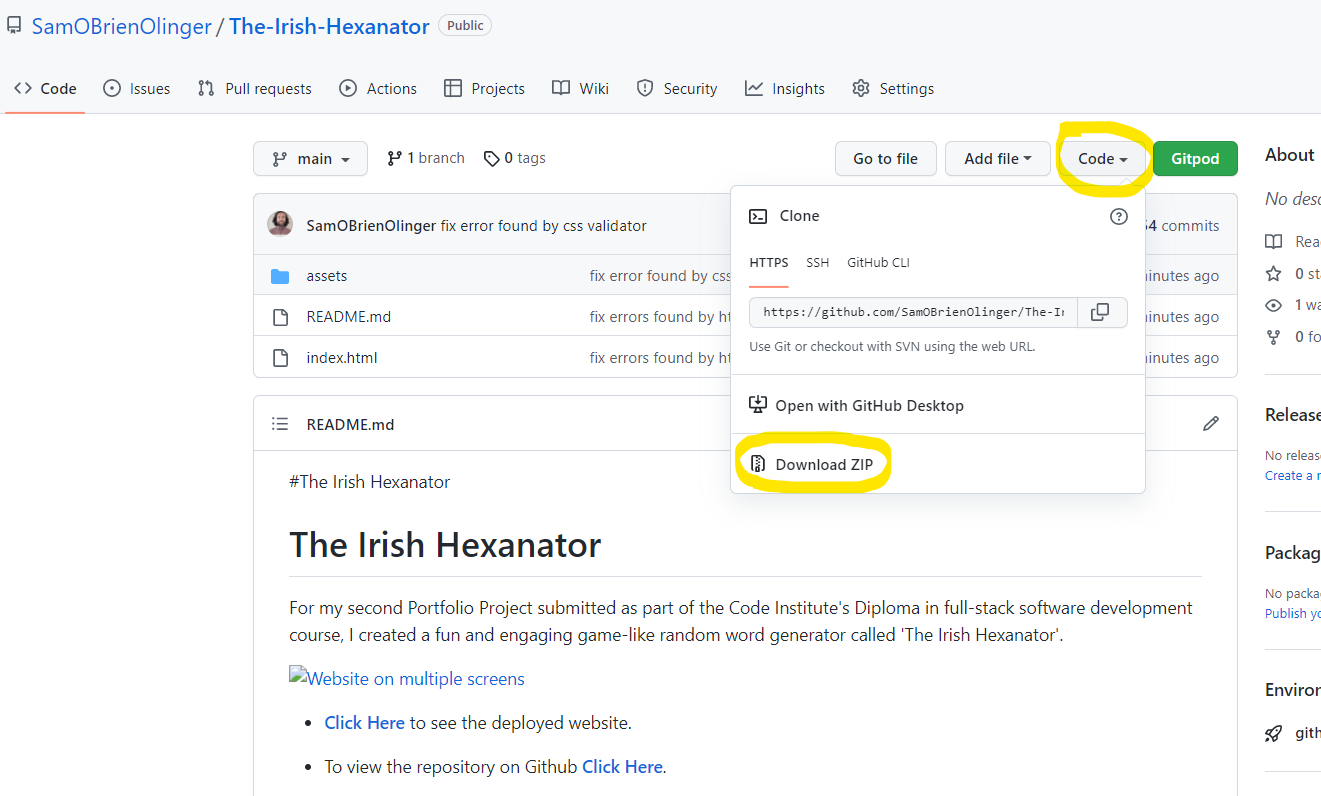 SamOBrienOlinger / The-Irish-Hexanator Public
Code Issues Pull requests Actions Projects Wiki Security Insights Settings
main 1 branch 0 tags Go to file Add file Code Gitpod
SamOBrienOlinger fix error found by css validator 54 commits
assets fix error found by css inutes ago
README.md fix errors found by ht inutes ago
index.html fix errors found by ht inutes ago
Clone
HTTPS SSH GitHub CLI
https://github.com/SamOBrienOlinger/The-Ir
Use Git or checkout with SVN using the web URL.
Open with GitHub Desktop
Download ZIP
README.md
#The Irish Hexanator
The Irish Hexanator
For my second Portfolio Project submitted as part of the Code Institute's Diploma in full-stack software development
course, I created a fun and engaging game-like random word generator called 'The Irish Hexanator'.
Website on multiple screens
Click Here to see the deployed website.
To view the repository on Github Click Here.
About
No desc
Rea
0 st
1 wa
0 fo
Release
No releas
Create a r
Packag
No packa
Publish yo
Environ
gith